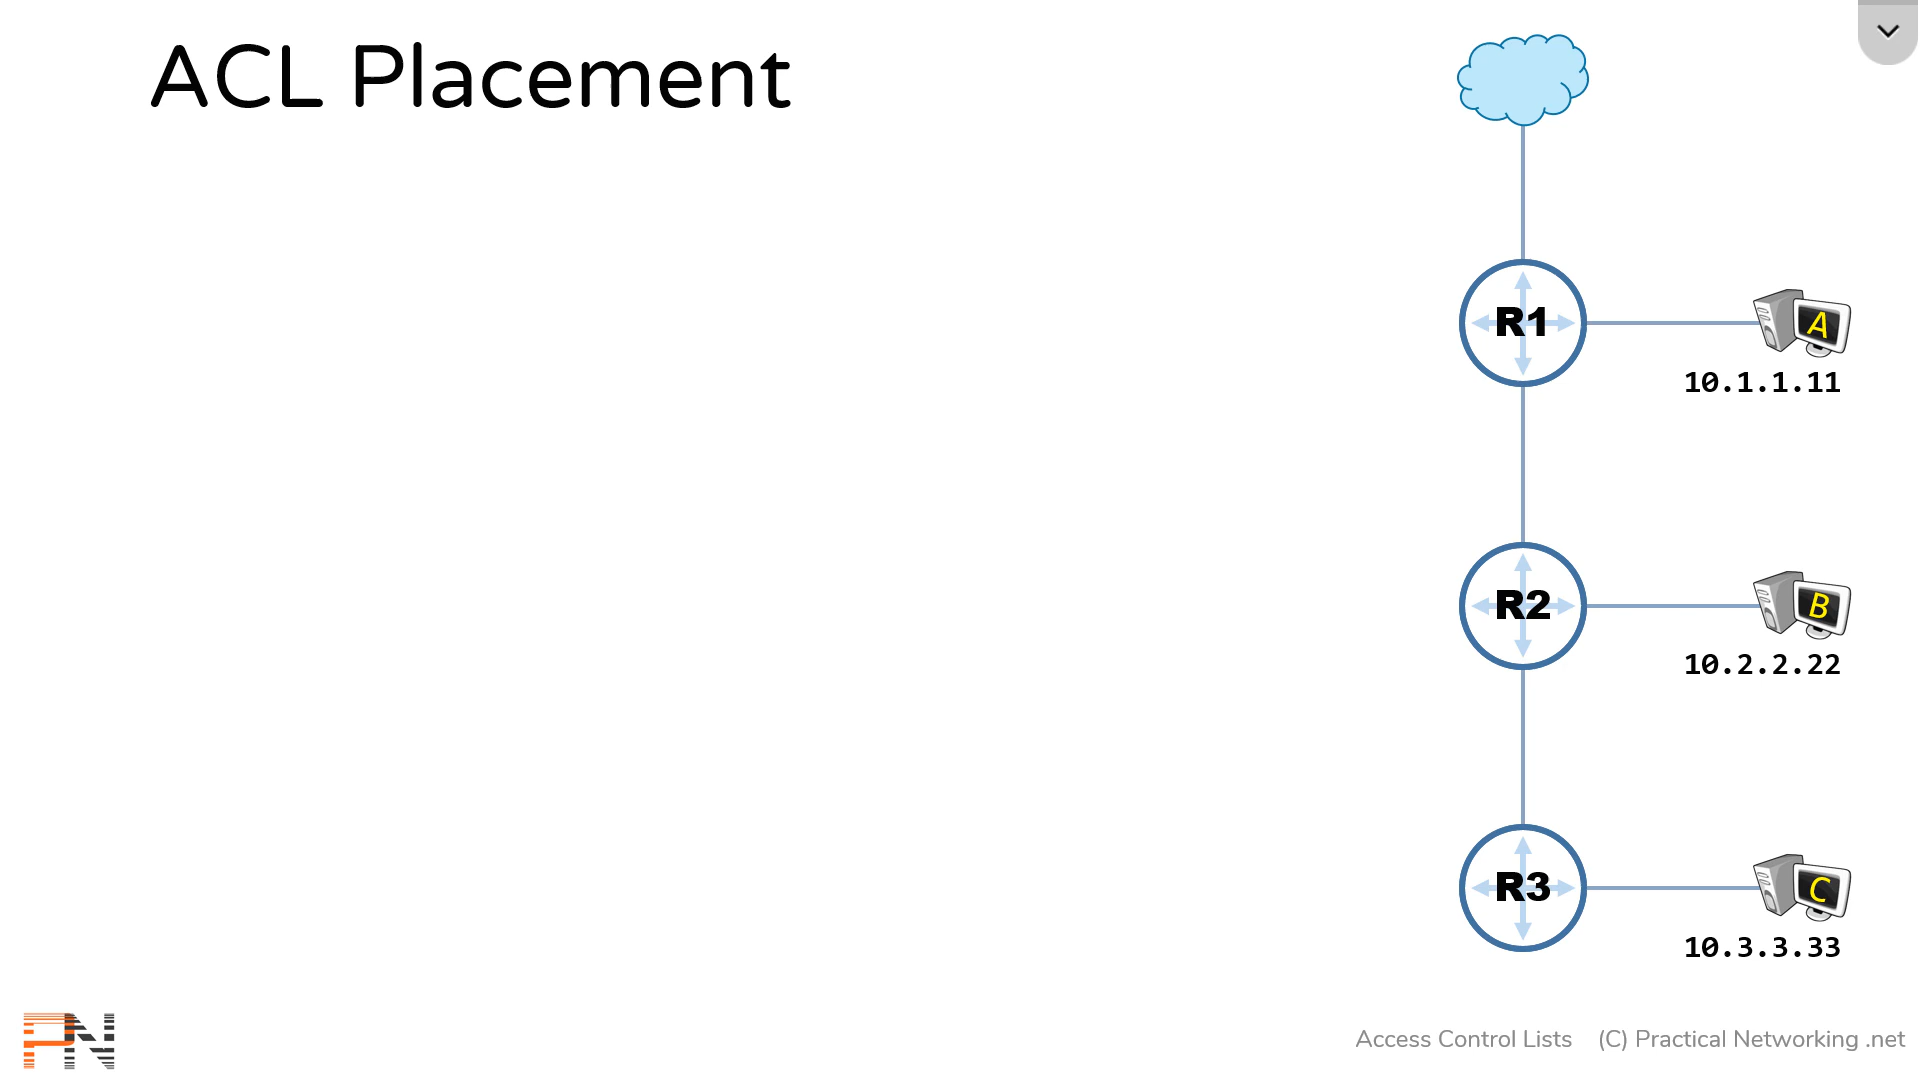 ACL Placement
R1
A
10.1.1.11
R2
B
10.2.2.22
R3
C
10.3.3.33
PN
Access Control Lists (C) Practical Networking .net